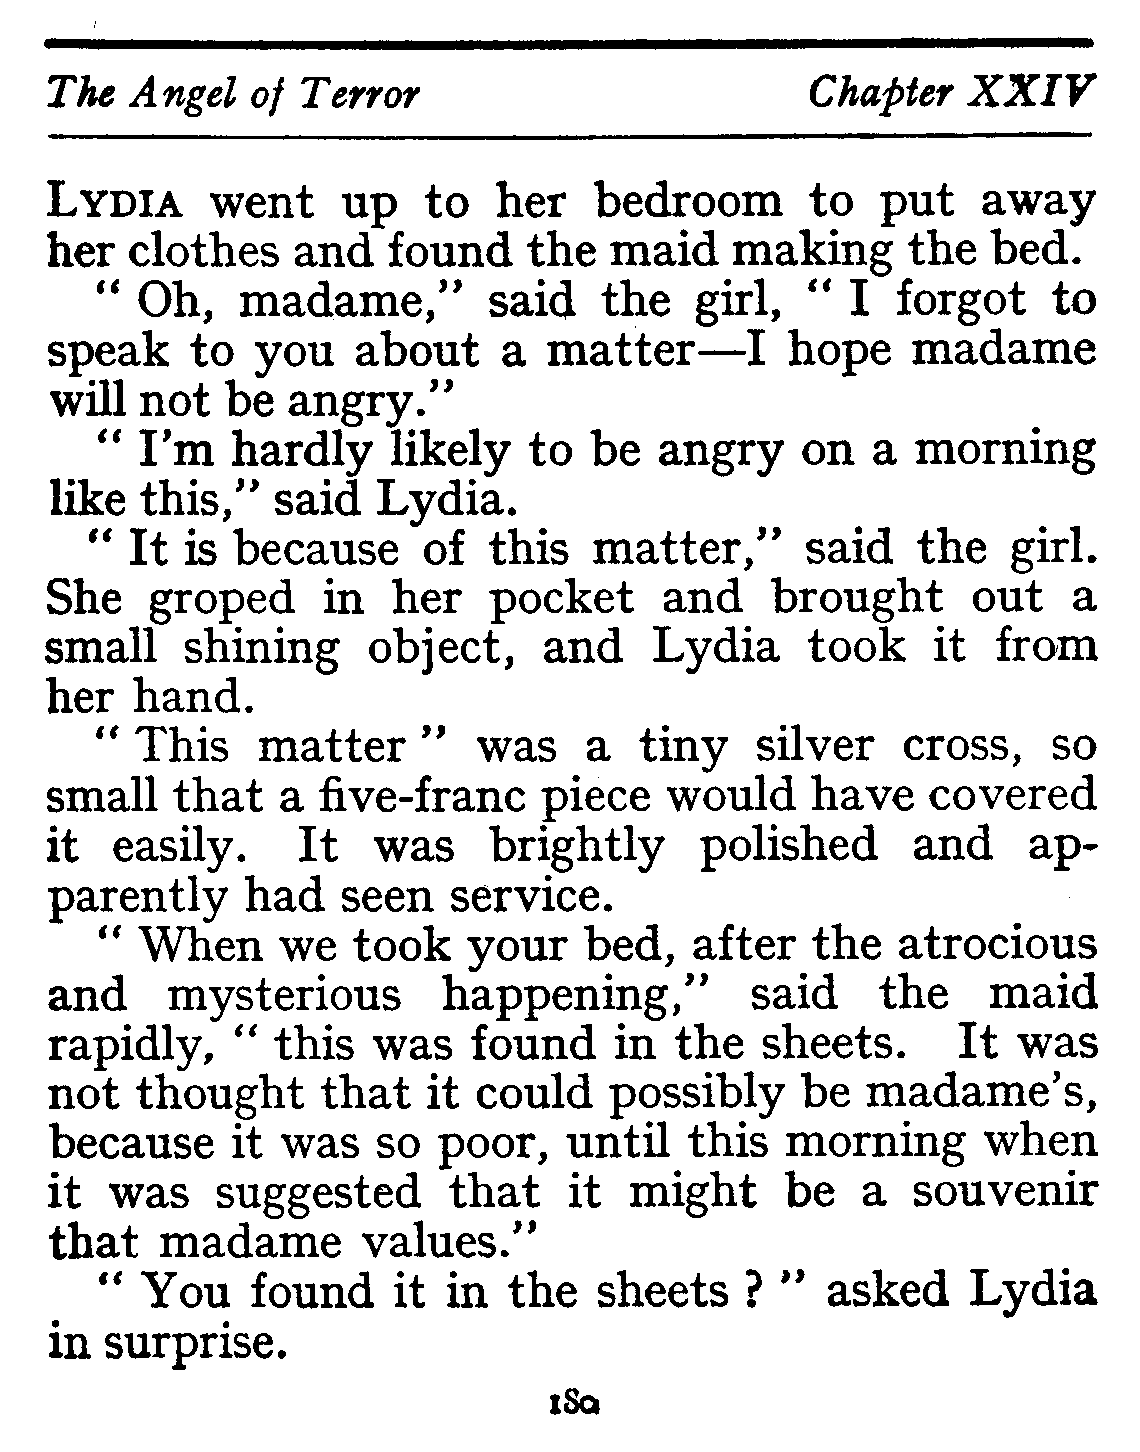 The Angel of Terror Chapter XXIV
LYDIA went up to her bedroom to put away
her clothes and found the maid making the bed.
“ Oh, madame,” said the girl, “ I forgot to
speak to you about a matter—I hope madame
will not be angry.”
“ I'm hardly likely to be angry on a morning
like this,” said Lydia.
“ It is because of this matter,” said the girl.
She groped in her pocket and brought out a
small shining object, and Lydia took it from
her hand.
“ This matter ” was a tiny silver cross, so
small that a five-franc piece would have covered
it easily. It was brightly polished and ap-
parently had seen service.
“ When we took your bed, after the atrocious
and mysterious happening,” said the maid
rapidly, “ this was found in the sheets. It was
not thought that it could possibly be madame's,
because it was so poor, until this morning when
it was suggested that it might be a souvenir
that madame values.”
“ You found it in the sheets ? ” asked Lydia
in surprise.
189